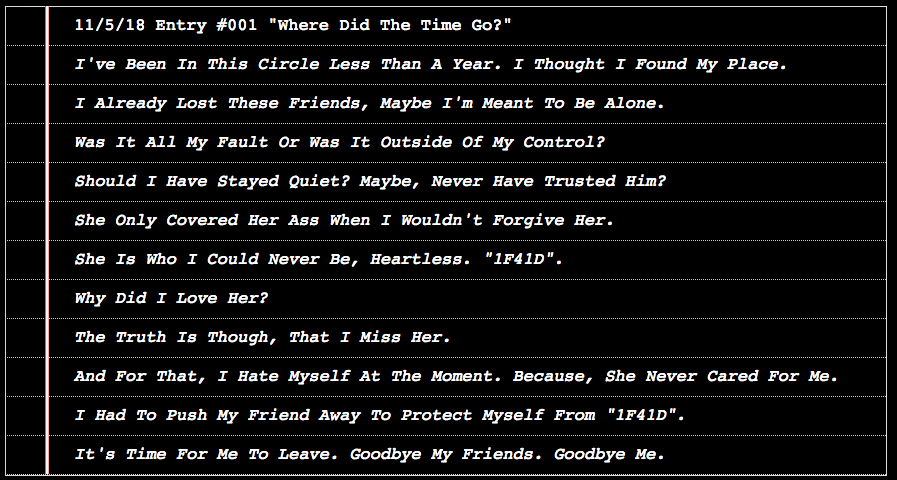 11/5/18 Entry #001 "Where Did The Time Go?"
I've Been In This Circle Less Than A Year. I Thought I Found My Place.
I Already Lost These Friends, Maybe I'm Meant To Be Alone.
Was It All My Fault Or Was It Outside Of My Control?
Should I Have Stayed Quiet? Maybe, Never Have Trusted Him?
She Only Covered Her Ass When I Wouldn't Forgive Her.
She Is Who I Could Never Be, Heartless. "1F41D".
Why Did I Love Her?
The Truth Is Though, That I Miss Her.
And For That, I Hate Myself At The Moment. Because, She Never Cared For Me.
I Had To Push My Friend Away To Protect Myself From "1F41D".
It's Time For Me To Leave. Goodbye My Friends. Goodbye Me.